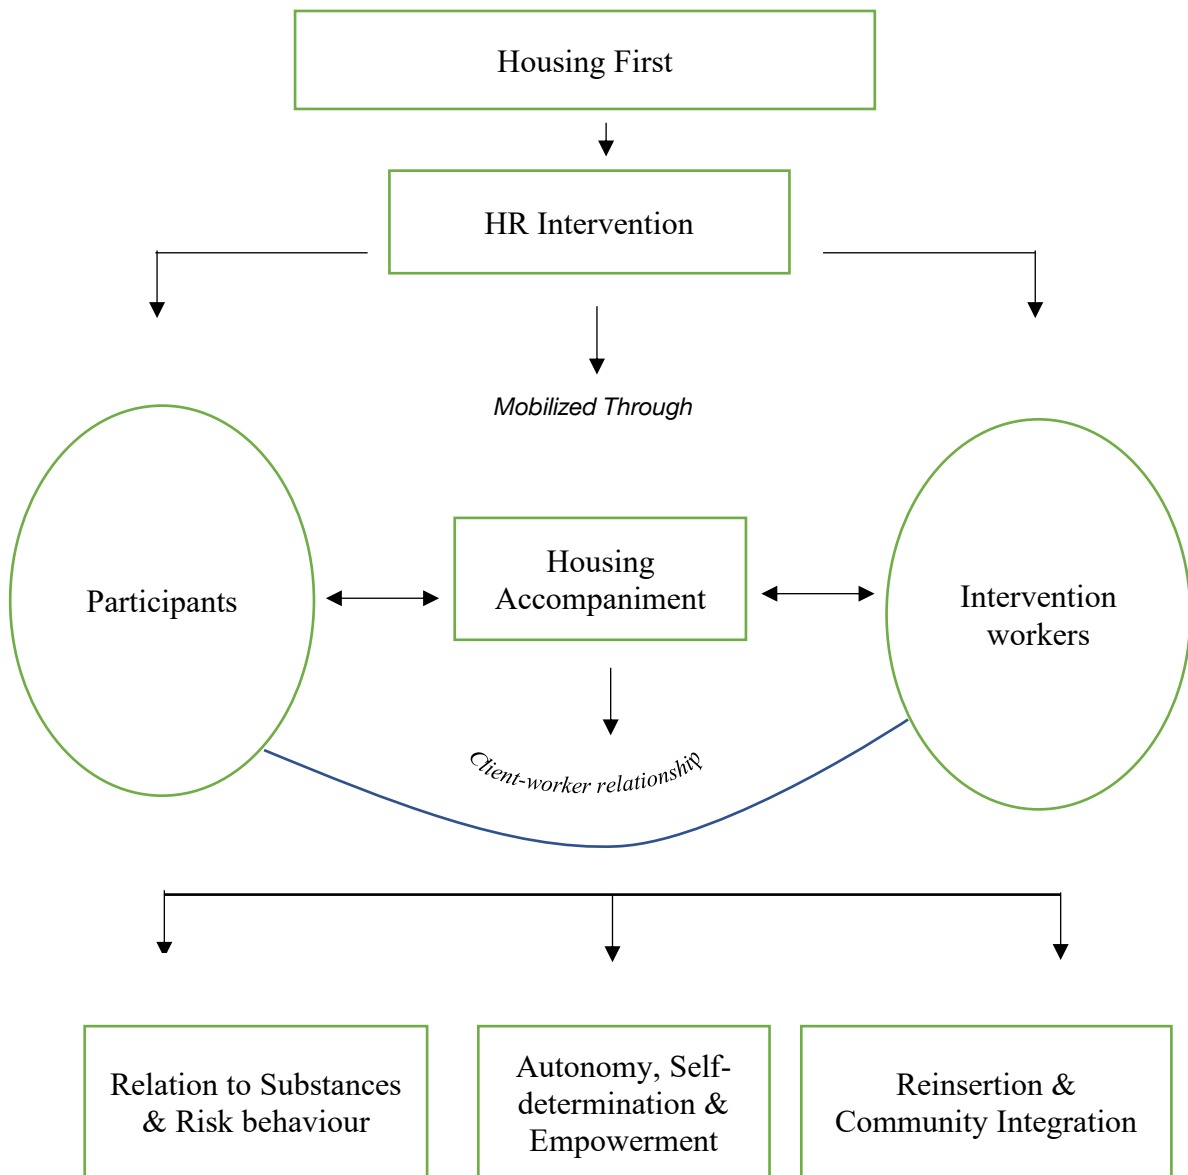 Housing First
HR Intervention
Mobilized Through
Participants
Housing
Accompaniment
Intervention
workers
Client-worker relationship
Relation to Substances
& Risk behaviour
Autonomy, Self-
determination &
Empowerment
Reinsertion &
Community Integration